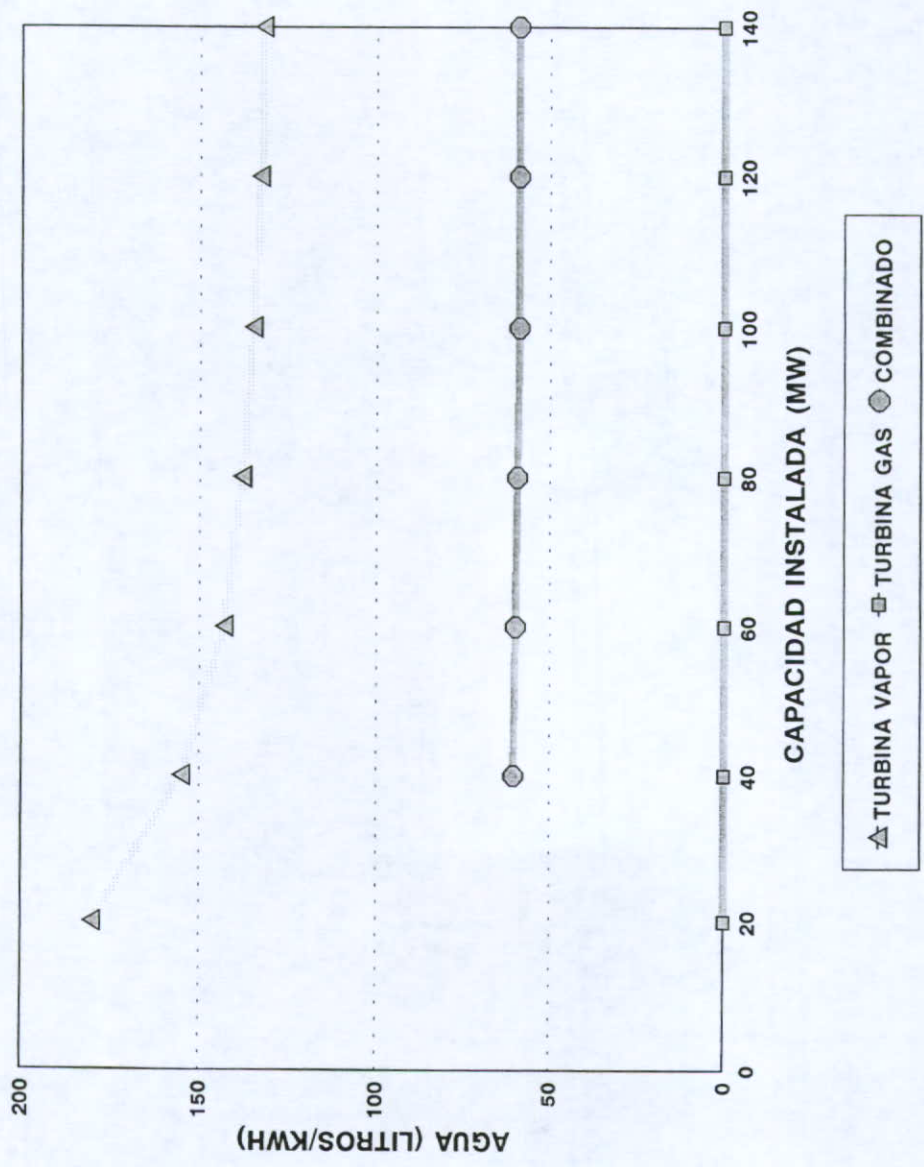 200
150
100
50
0
AGUA (LITROS/KWH)
0 20 40 60 80 100 120 140
CAPACIDAD INSTALADA (MW)
TURBINA VAPOR TURBINA GAS COMBINADO